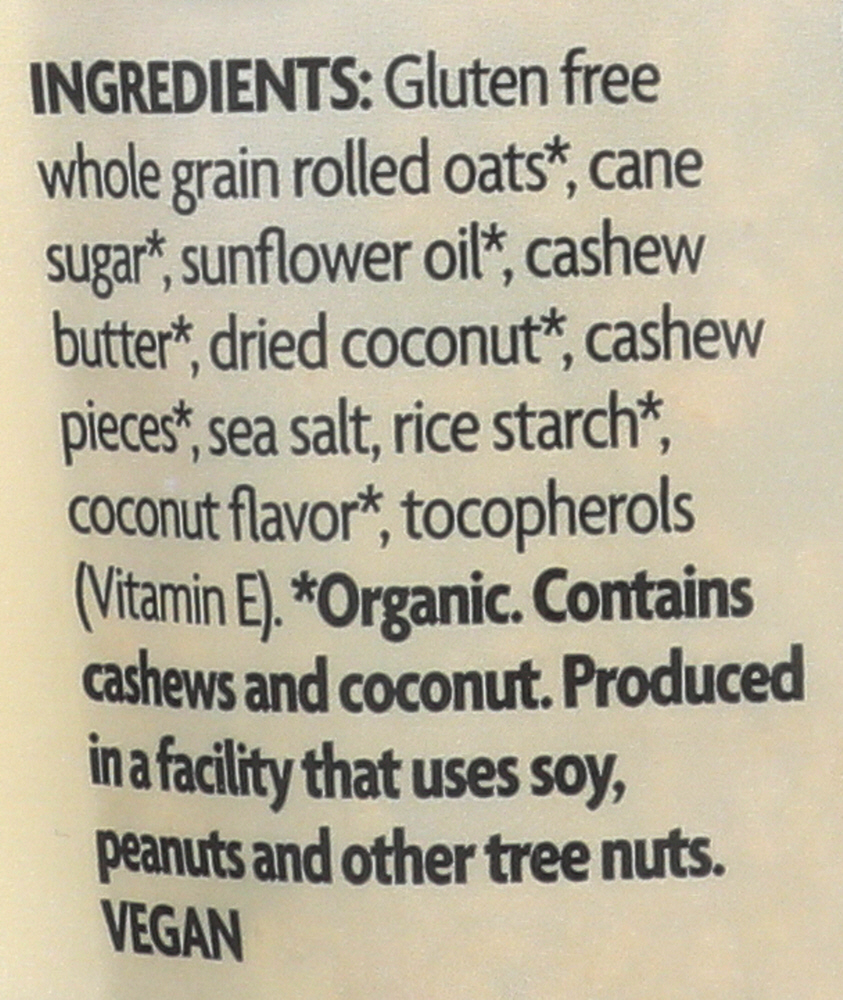 INGREDIENTS: Gluten free
whole grain rolled oats*, cane
sugar*, sunflower oil*, cashew
butter*, dried coconut*, cashew
pieces*, sea salt, rice starch*,
coconut flavor*, tocopherols
(Vitamin E). *Organic. Contains
cashews and coconut. Produced
in a facility that uses soy,
peanuts and other tree nuts.
VEGAN